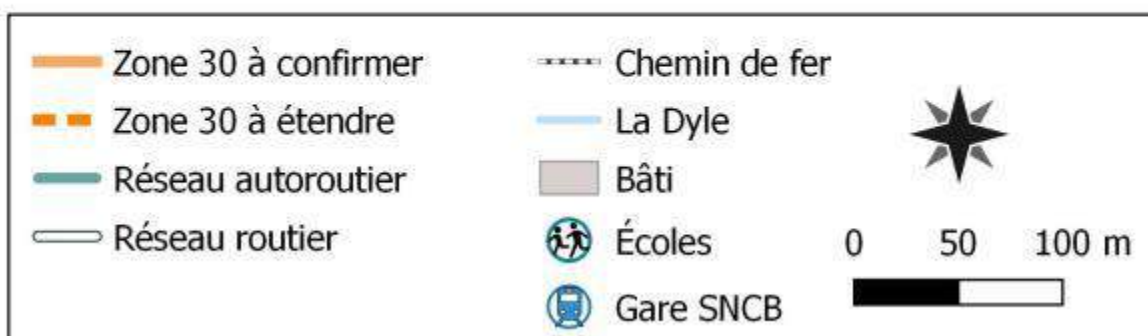 Zone 30 à confirmer
Zone 30 à étendre
Réseau autoroutier
Réseau routier
Chemin de fer
La Dyle
Bâti
Écoles
Gare SNCB
0 50 100 m